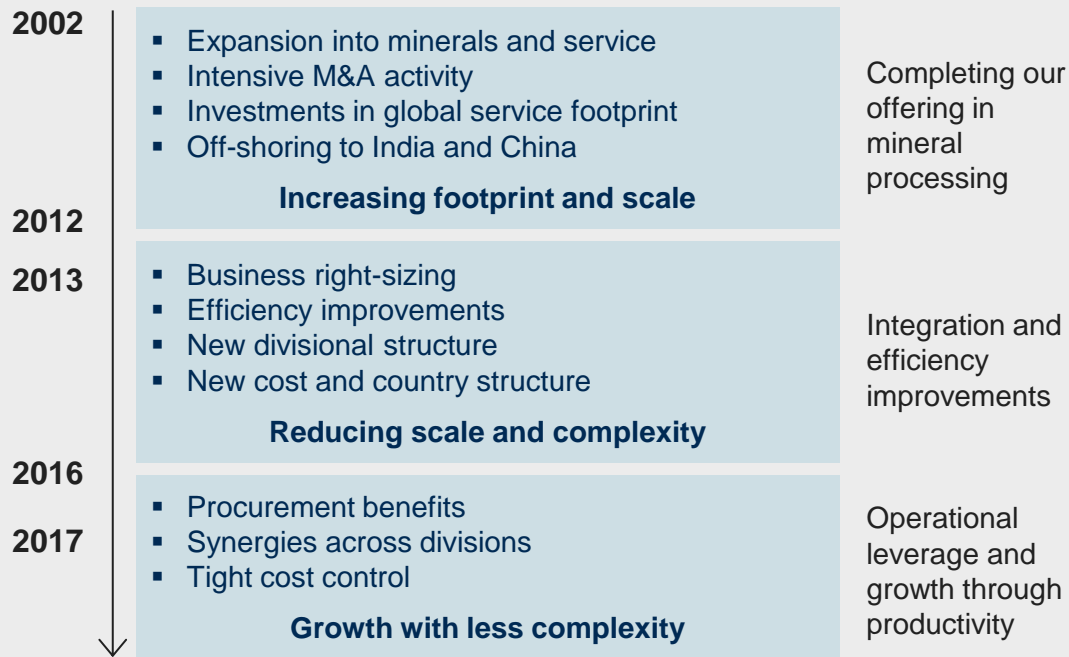 2002
▪ Expansion into minerals and service
▪ Intensive M&A activity
▪ Investments in global service footprint
▪ Off-shoring to India and China
Increasing footprint and scale
Completing our
offering in
mineral
processing
2012
2013
▪ Business right-sizing
▪ Efficiency improvements
▪ New divisional structure
▪ New cost and country structure
Reducing scale and complexity
Integration and
efficiency
improvements
2016
2017
▪ Procurement benefits
▪ Synergies across divisions
▪ Tight cost control
Growth with less complexity
Operational
leverage and
growth through
productivity